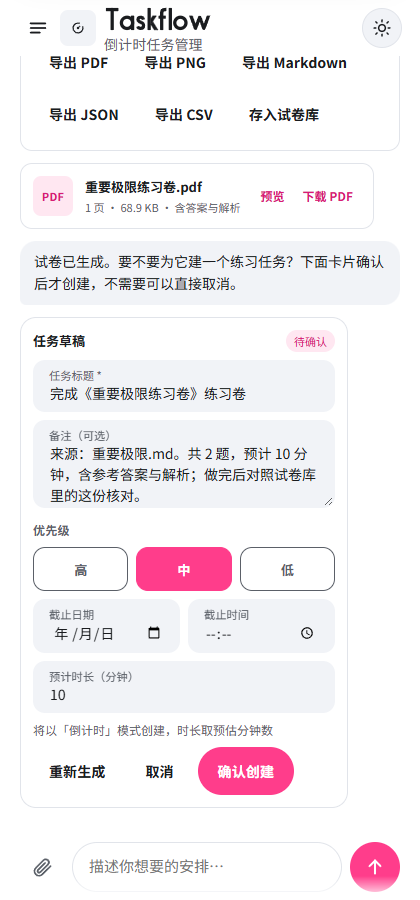 Taskflow
倒计时任务管理
导出 PDF 导出 PNG 导出 Markdown
导出 JSON 导出 CSV 存入试卷库
PDF
重要极限练习卷.pdf
1 页 • 68.9 KB • 含答案与解析
预览 下载 PDF
试卷已生成。要不要为它建一个练习任务？下面卡片确认
后才创建，不需要可以直接取消。
任务草稿 待确认
任务标题 *
完成《重要极限练习卷》练习卷
备注（可选）
来源：重要极限.md。共 2 题，预计 10 分
钟，含参考答案与解析；做完后对照试卷库
里的这份核对。
优先级
高 中 低
截止日期 截止时间
年 /月/日 --:--
预计时长（分钟）
10
将以「倒计时」模式创建，时长取预估分钟数
重新生成 取消 确认创建
描述你想要的安排…